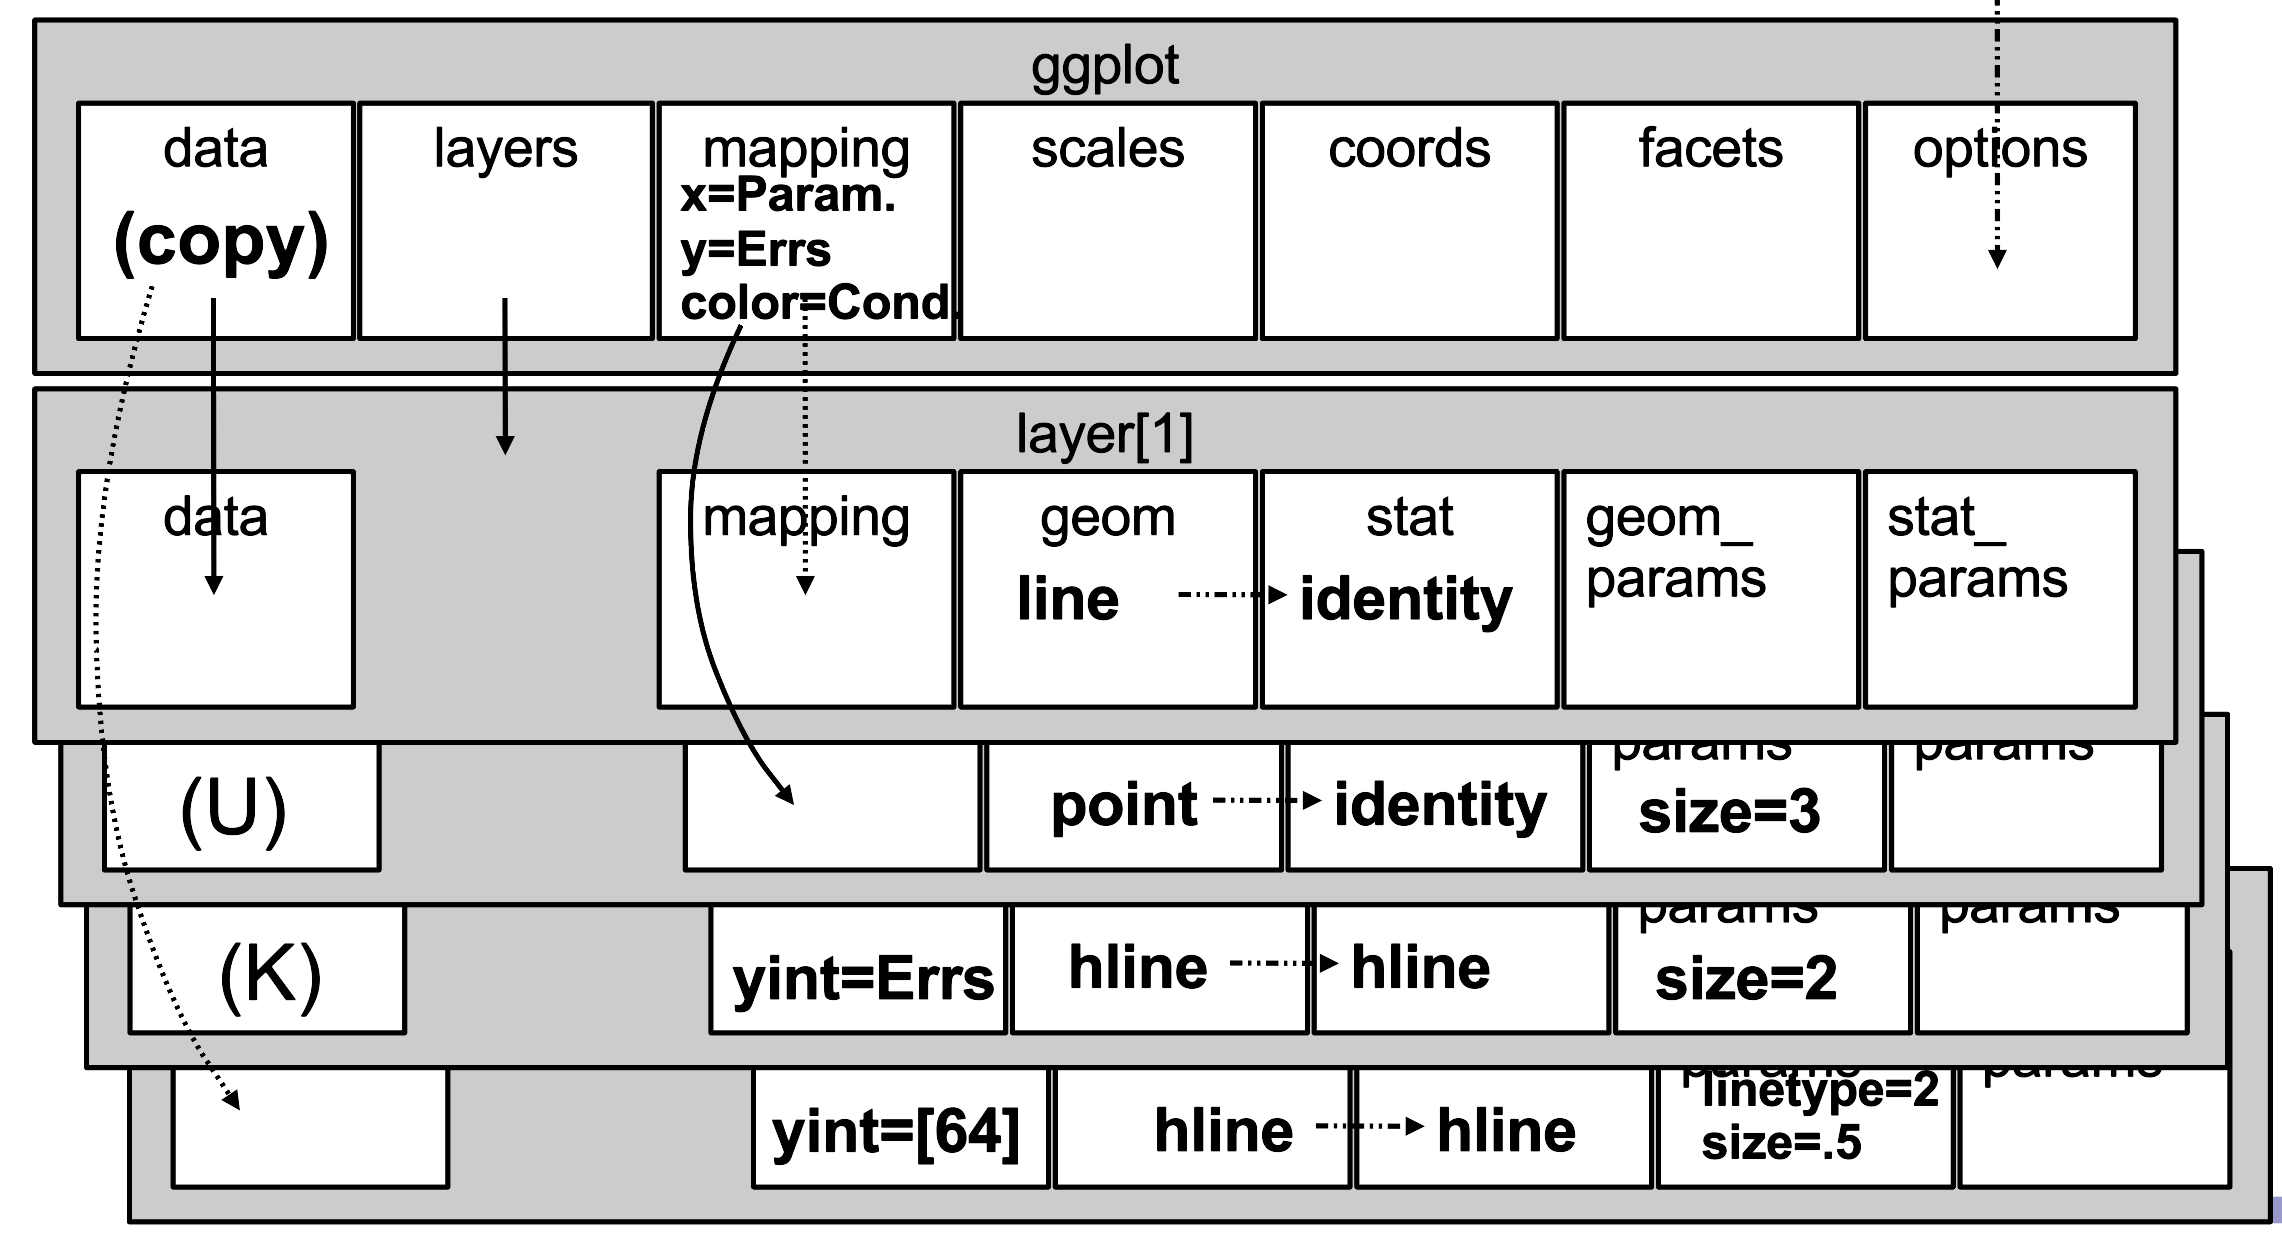 ggplot
data layers mapping scales coords facets options
(copy) x=Param.
y=Errs
color=Cond.
layer[1]
data mapping geom stat geom_ stat_
params params
line identity
params params
(U) point identity size=3
params params
(K) yint=Errs hline hline size=2
params params
linetype=2
yint=[64] hline hline size=.5